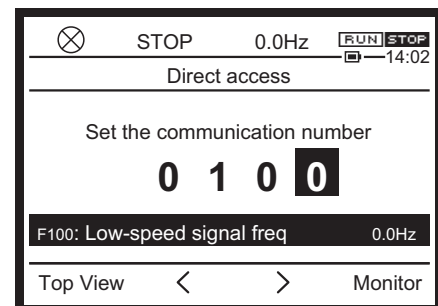 STOP 0.0Hz RUN STOP
14:02
Direct access
Set the communication number
0 1 0 0
F100: Low-speed signal freq 0.0Hz
Top View < > Monitor